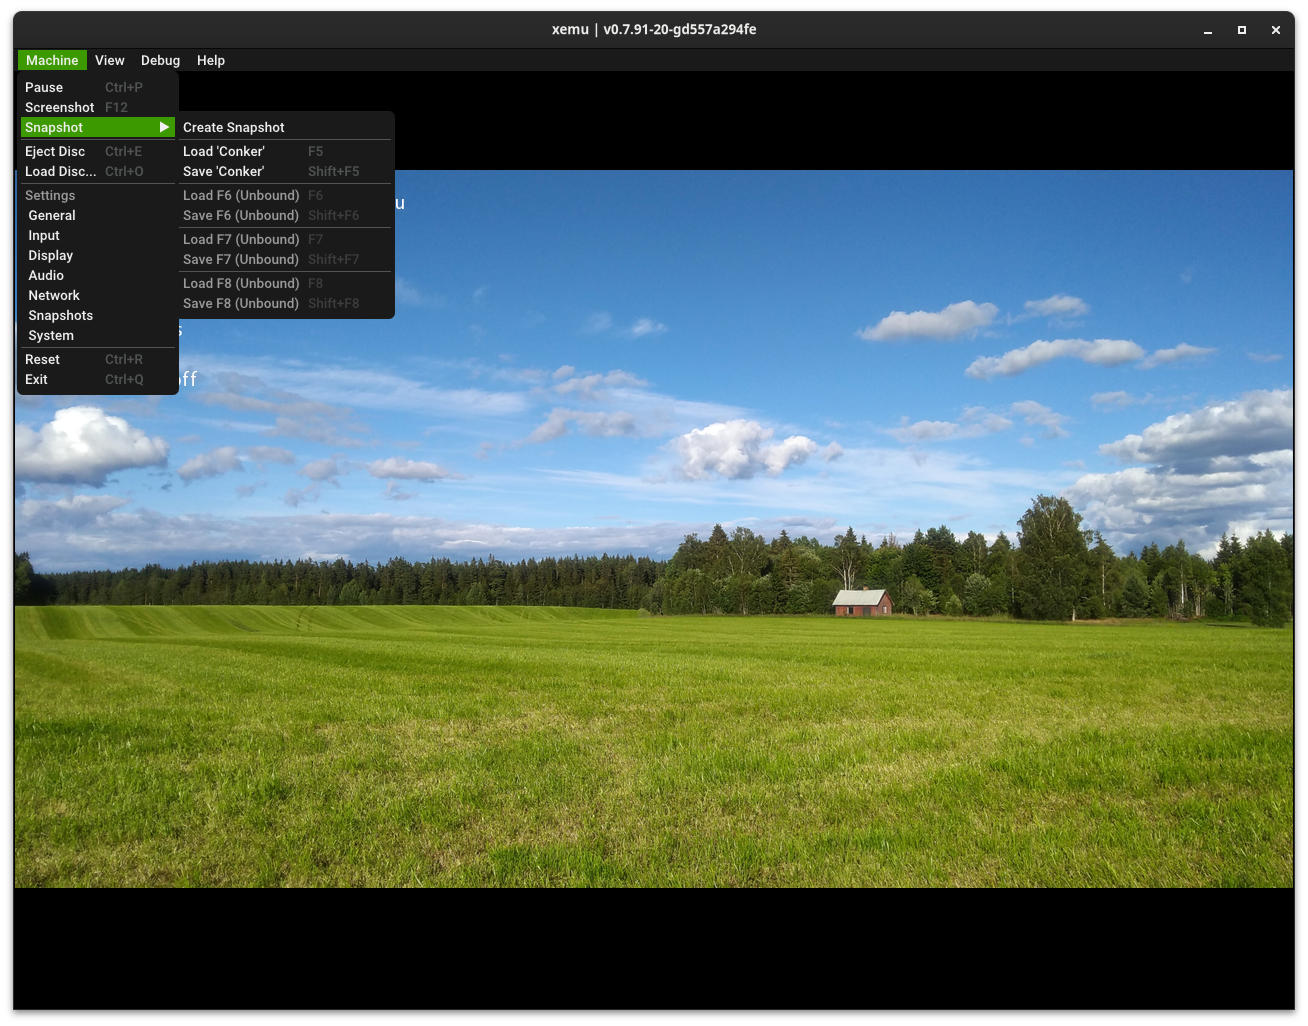 xemu | v0.7.91-20-gd557a294fe
Machine View Debug Help
Pause Ctrl+P
Screenshot F12
Snapshot
Eject Disc Ctrl+E
Load Disc... Ctrl+O
Settings
General
Input
Display
Audio
Network
Snapshots
System
Reset Ctrl+R
Exit Ctrl+Q
Create Snapshot
Load 'Conker' F5
Save 'Conker' Shift+F5
Load F6 (Unbound) F6
Save F6 (Unbound) Shift+F6
Load F7 (Unbound) F7
Save F7 (Unbound) Shift+F7
Load F8 (Unbound) F8
Save F8 (Unbound) Shift+F8